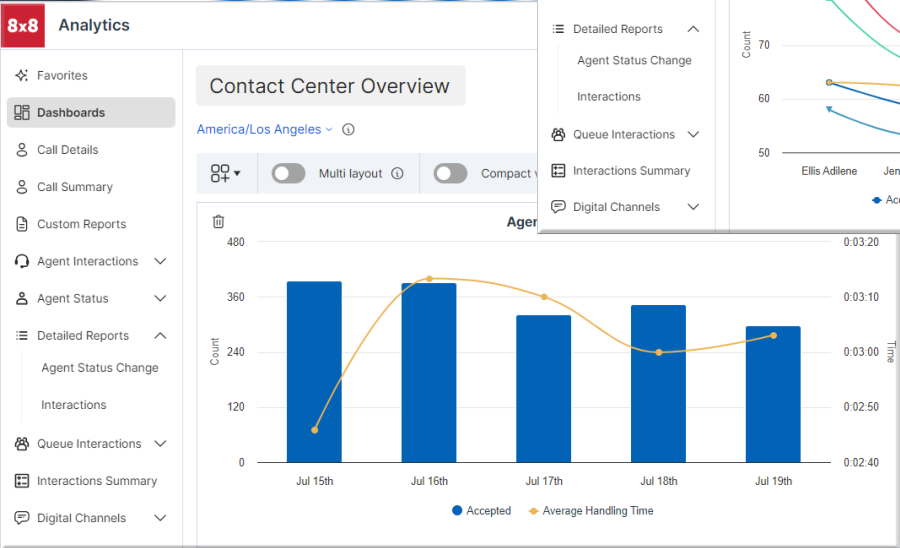 8x8
Analytics
Favorites
Dashboards
Call Details
Call Summary
Custom Reports
Agent Interactions
Agent Status
Detailed Reports
Agent Status Change
Interactions
Queue Interactions
Interactions Summary
Digital Channels
Contact Center Overview
America/Los Angeles
Multi layout
Compact
480
360
240
120
0
Count
0:03:20
0:03:10
0:03:00
0:02:50
0:02:40
Time
Jul 15th
Jul 16th
Jul 17th
Jul 18th
Jul 19th
Accepted
Average Handling Time
Detailed Reports
Agent Status Change
Interactions
Queue Interactions
Interactions Summary
Digital Channels
Count
70
60
50
Ellis Adilene